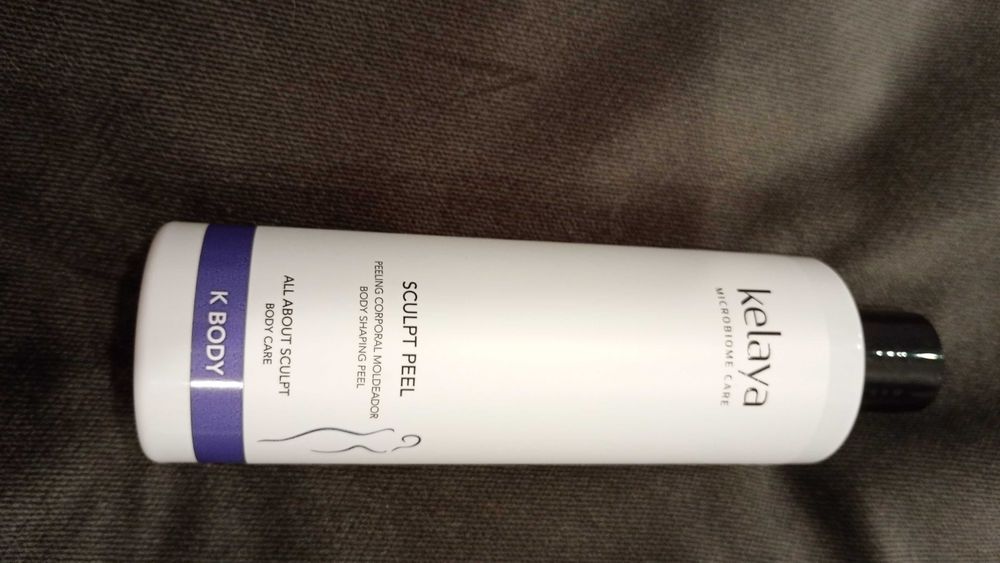 kelaya
MICROBIOME CARE
SCULPT PEEL
PEELING CORPORAL MOLDEADOR
BODY SHAPING PEEL
ALL ABOUT SCULPT
BODY CARE
K BODY